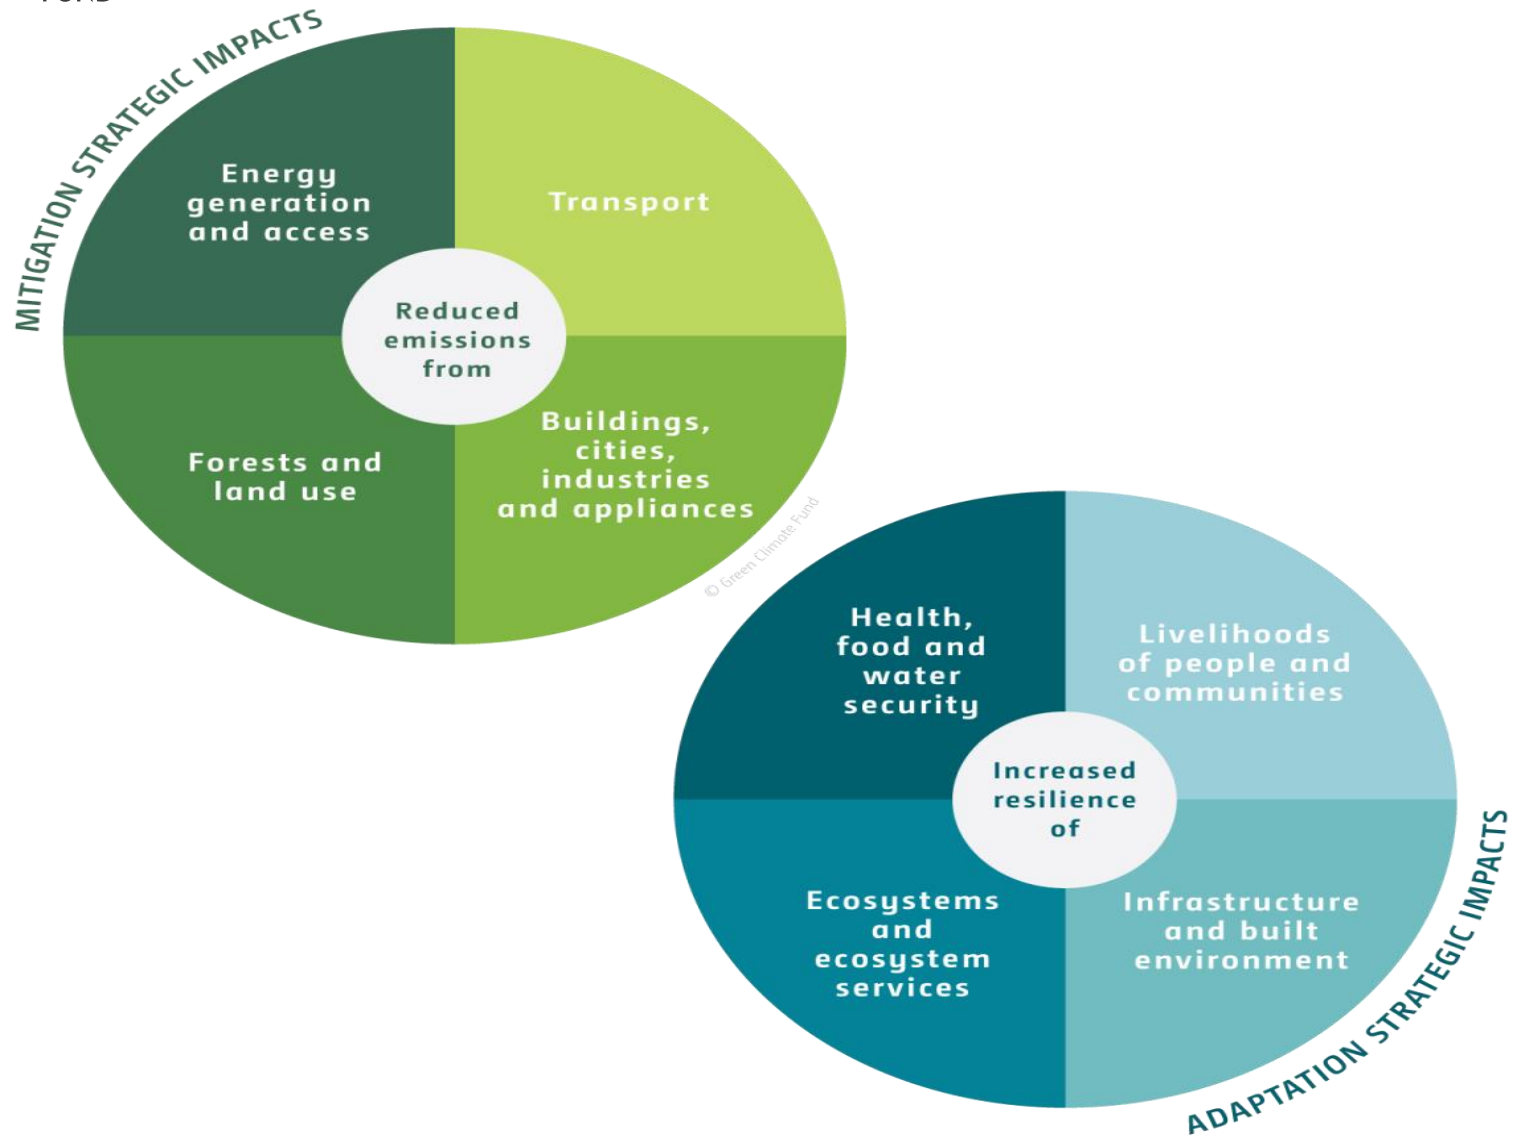 FUND
MITIGATION STRATEGIC IMPACTS
Energy
generation
and access
Transport
Reduced
emissions
from
Forests and
land use
Buildings,
cities,
industries
and appliances
© Green Climate Fund
Health,
food and
water
security
Livelihoods
of people and
communities
Increased
resilience
of
Ecosystems
and
ecosystem
services
Infrastructure
and built
environment
ADAPTATION STRATEGIC IMPACTS